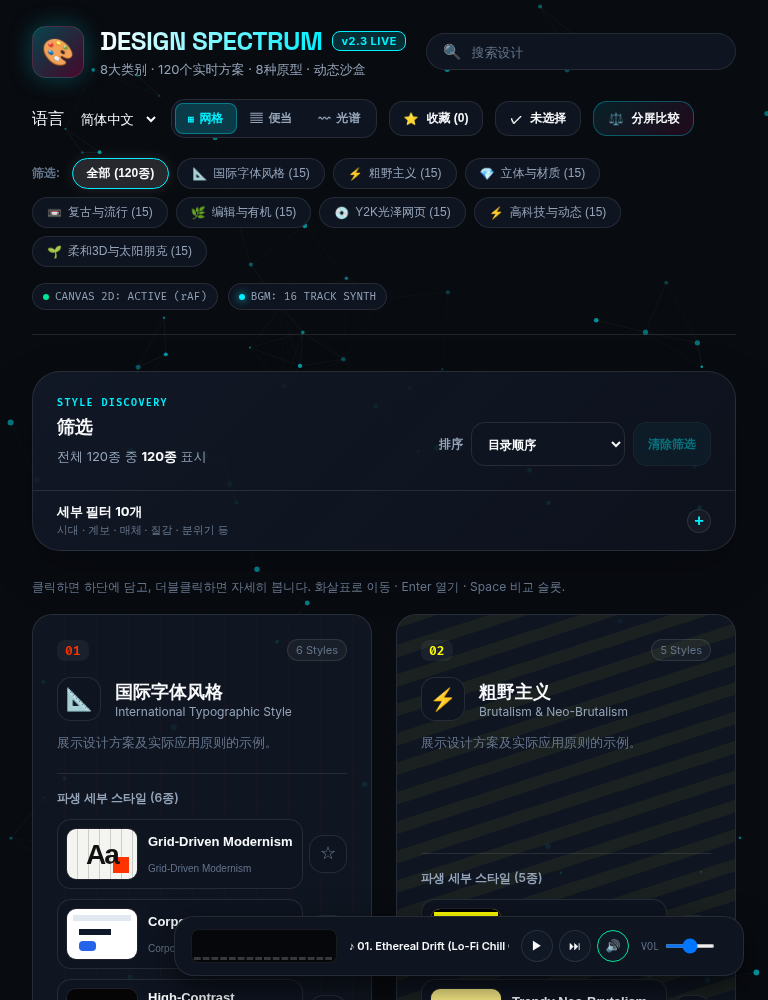 DESIGN SPECTRUM v2.3 LIVE
8大类别 · 120个实时方案 · 8种原型 · 动态沙盒
搜索设计
语言 简体中文 网格 便当 光谱 收藏 (0) 未选择 分屏比较
筛选: 全部 (120종) 国际字体风格 (15) 粗野主义 (15) 立体与材质 (15)
复古与流行 (15) 编辑与有机 (15) Y2K光泽网页 (15) 高科技与动态 (15)
柔和3D与太阳朋克 (15)
CANVAS 2D: ACTIVE (rAF) BGM: 16 TRACK SYNTH
STYLE DISCOVERY
筛选
전체 120종 중 120종 표시
排序 目录顺序 清除筛选
세부 필터 10개
시대 · 계보 · 매체 · 질감 · 분위기 등
클릭하면 하단에 담고, 더블클릭하면 자세히 봅니다. 화살표로 이동 · Enter 열기 · Space 비교 슬롯.
01 6 Styles
国际字体风格
International Typographic Style
展示设计方案及实际应用原则的示例。
파생 세부 스타일 (6종)
Aa
Grid-Driven Modernism
Grid-Driven Modernism
Corpo
Corpo
High-Contrast
02 5 Styles
粗野主义
Brutalism & Neo-Brutalism
展示设计方案及实际应用原则的示例。
파생 세부 스타일 (5종)
Trendy Neo-Brutalism
♪ 01. Ethereal Drift (Lo-Fi Chill
VOL